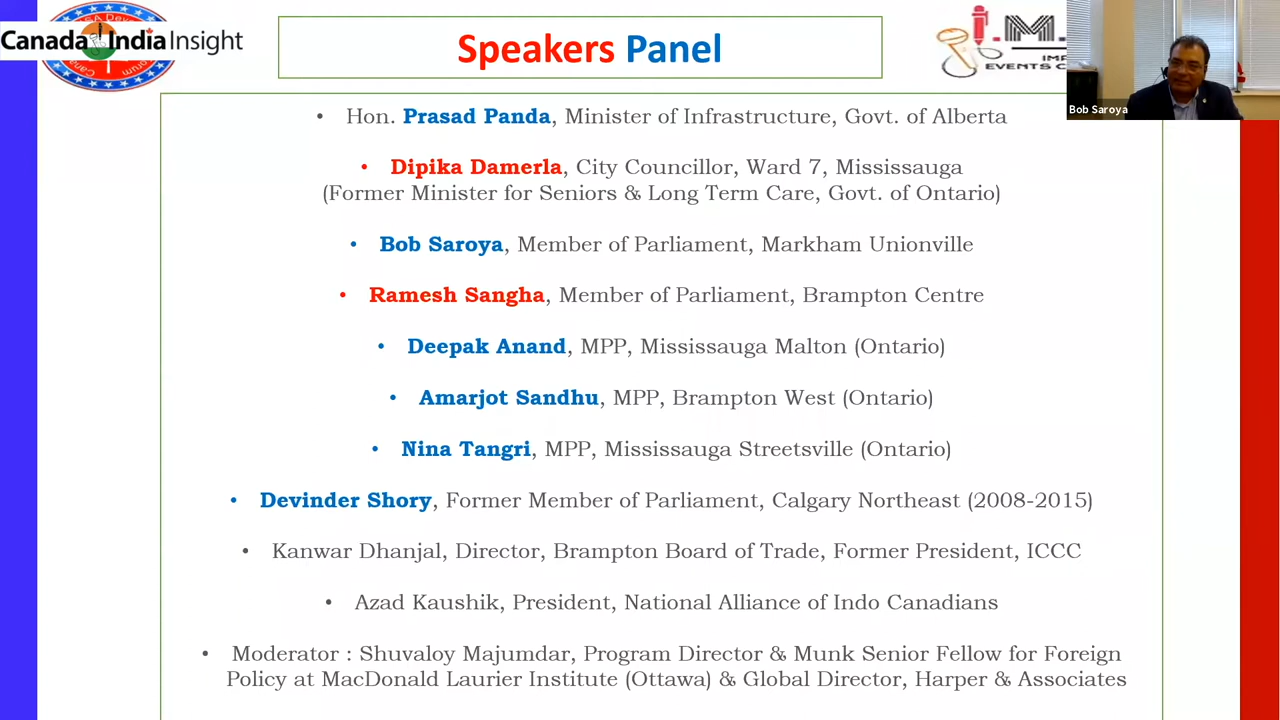 Canada India Insight
Speakers Panel
I.M.
EVENTS
Bob Saroya
• Hon. Prasad Panda, Minister of Infrastructure, Govt. of Alberta
• Dipika Damerla, City Councillor, Ward 7, Mississauga
(Former Minister for Seniors & Long Term Care, Govt. of Ontario)
• Bob Saroya, Member of Parliament, Markham Unionville
• Ramesh Sangha, Member of Parliament, Brampton Centre
• Deepak Anand, MPP, Mississauga Malton (Ontario)
• Amarjot Sandhu, MPP, Brampton West (Ontario)
• Nina Tangri, MPP, Mississauga Streetsville (Ontario)
• Devinder Shory, Former Member of Parliament, Calgary Northeast (2008-2015)
• Kanwar Dhanjal, Director, Brampton Board of Trade, Former President, ICCC
• Azad Kaushik, President, National Alliance of Indo Canadians
• Moderator : Shuvaloy Majumdar, Program Director & Munk Senior Fellow for Foreign
Policy at MacDonald Laurier Institute (Ottawa) & Global Director, Harper & Associates